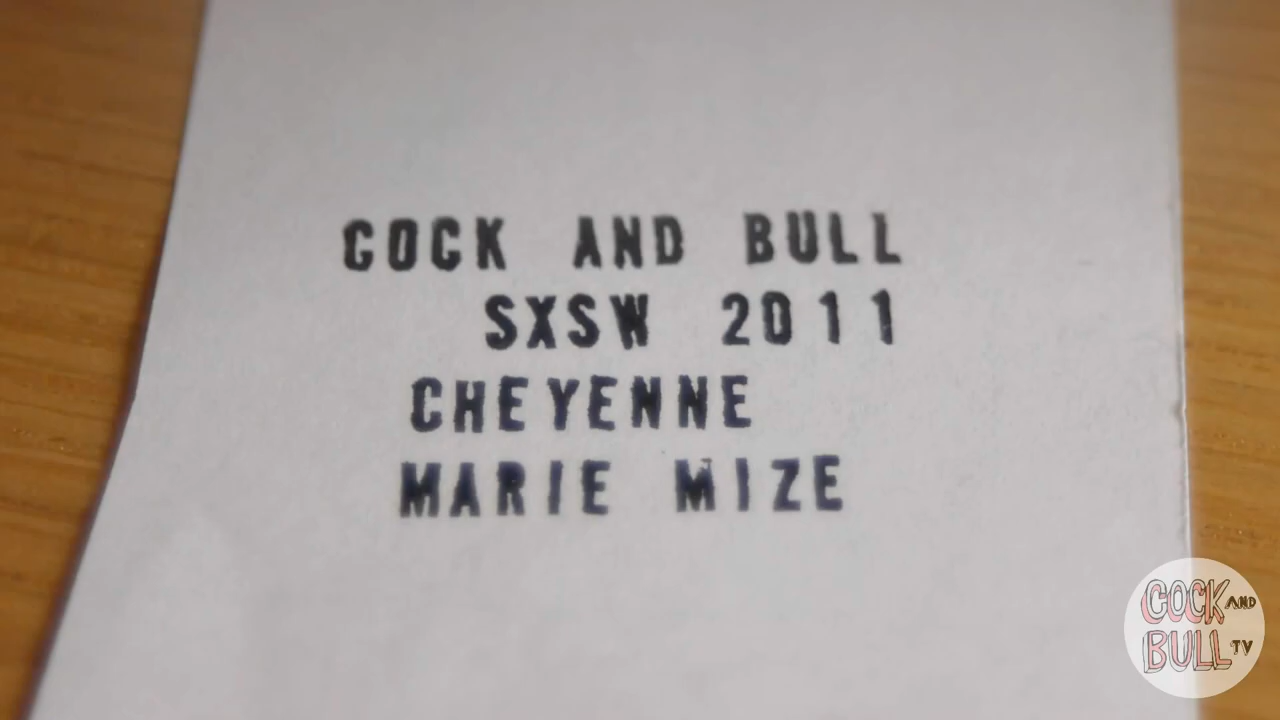 COCK AND BULL
SXSW 2011
CHEYENNE
MARIE MIZE
COCK AND
BULL TV